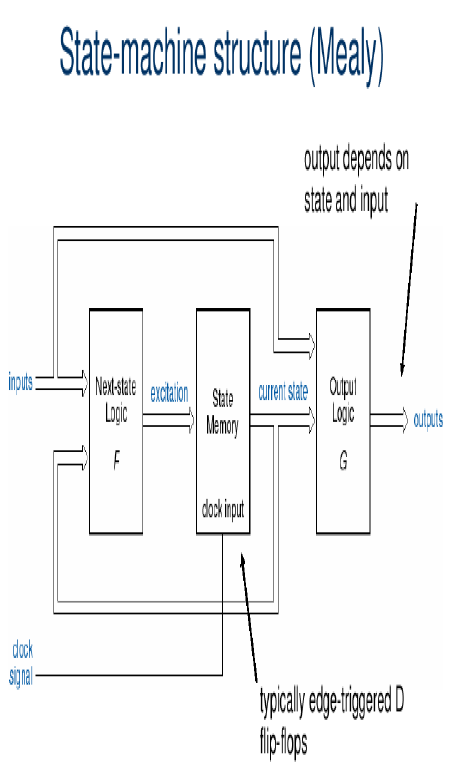 State-machine structure (Mealy)
output depends on
state and input
inputs
Next-state
Logic
F
excitation
State
Memory
clock input
current state
Output
Logic
G
outputs
clock
signal
typically edge-triggered D
flip-flops